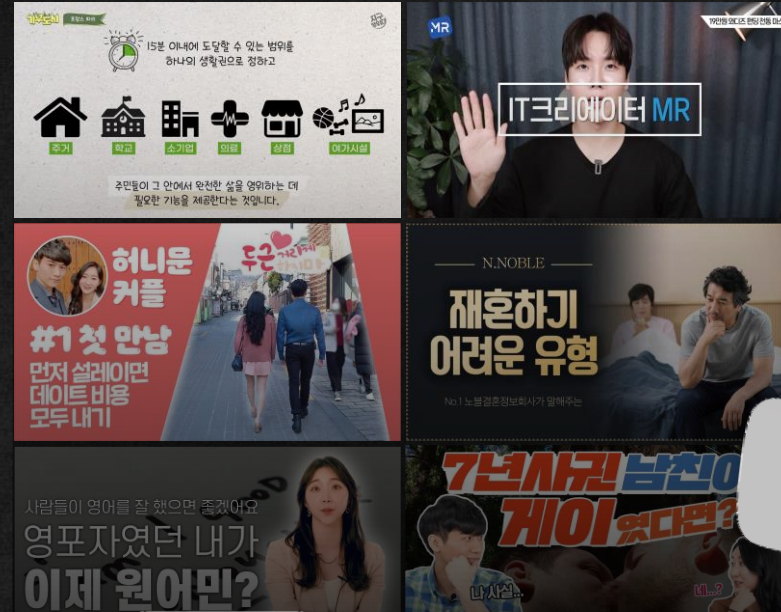 15분 이내에 도달할 수 있는 범위를
하나의 생활권으로 정하고
주거
학교
소기업
의료
상점
여가시설
주민들이 그 안에서 완전한 삶을 영위하는 데
필요한 기능을 제공한다는 것입니다.
MR
IT크리에이터 MR
허니문
커플
두근
#1 첫 만남
먼저 설레이면
데이트 비용
모두 내기
N.NOBLE
재혼하기
어려운 유형
No.1 노블결혼정보회사가 말해주는
사람들이 영어를 잘 했으면 좋겠어요
영포자였던 내가
이제 원어민?
7년사귄 남친이
게이 였다면?
나 사실...
네...?